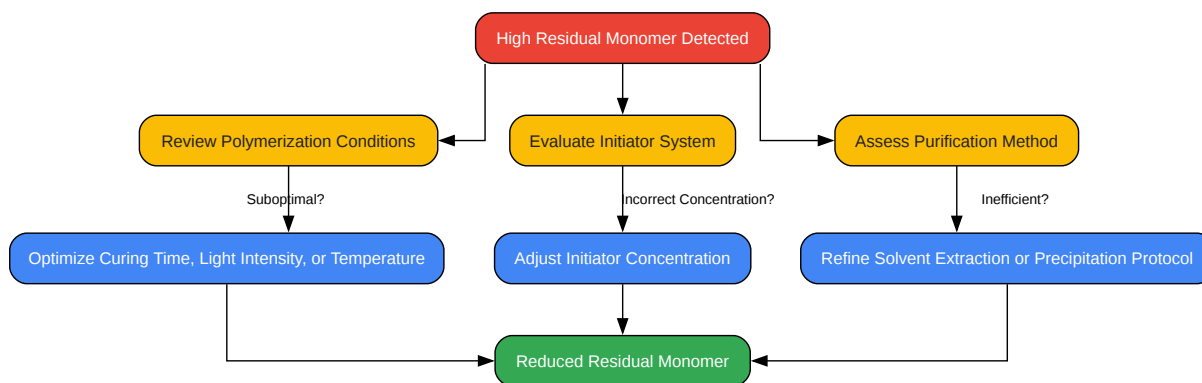 High Residual Monomer Detected
Review Polymerization Conditions
Evaluate Initiator System
Assess Purification Method
Suboptimal?
Incorrect Concentration?
Inefficient?
Optimize Curing Time, Light Intensity, or Temperature
Adjust Initiator Concentration
Refine Solvent Extraction or Precipitation Protocol
Reduced Residual Monomer